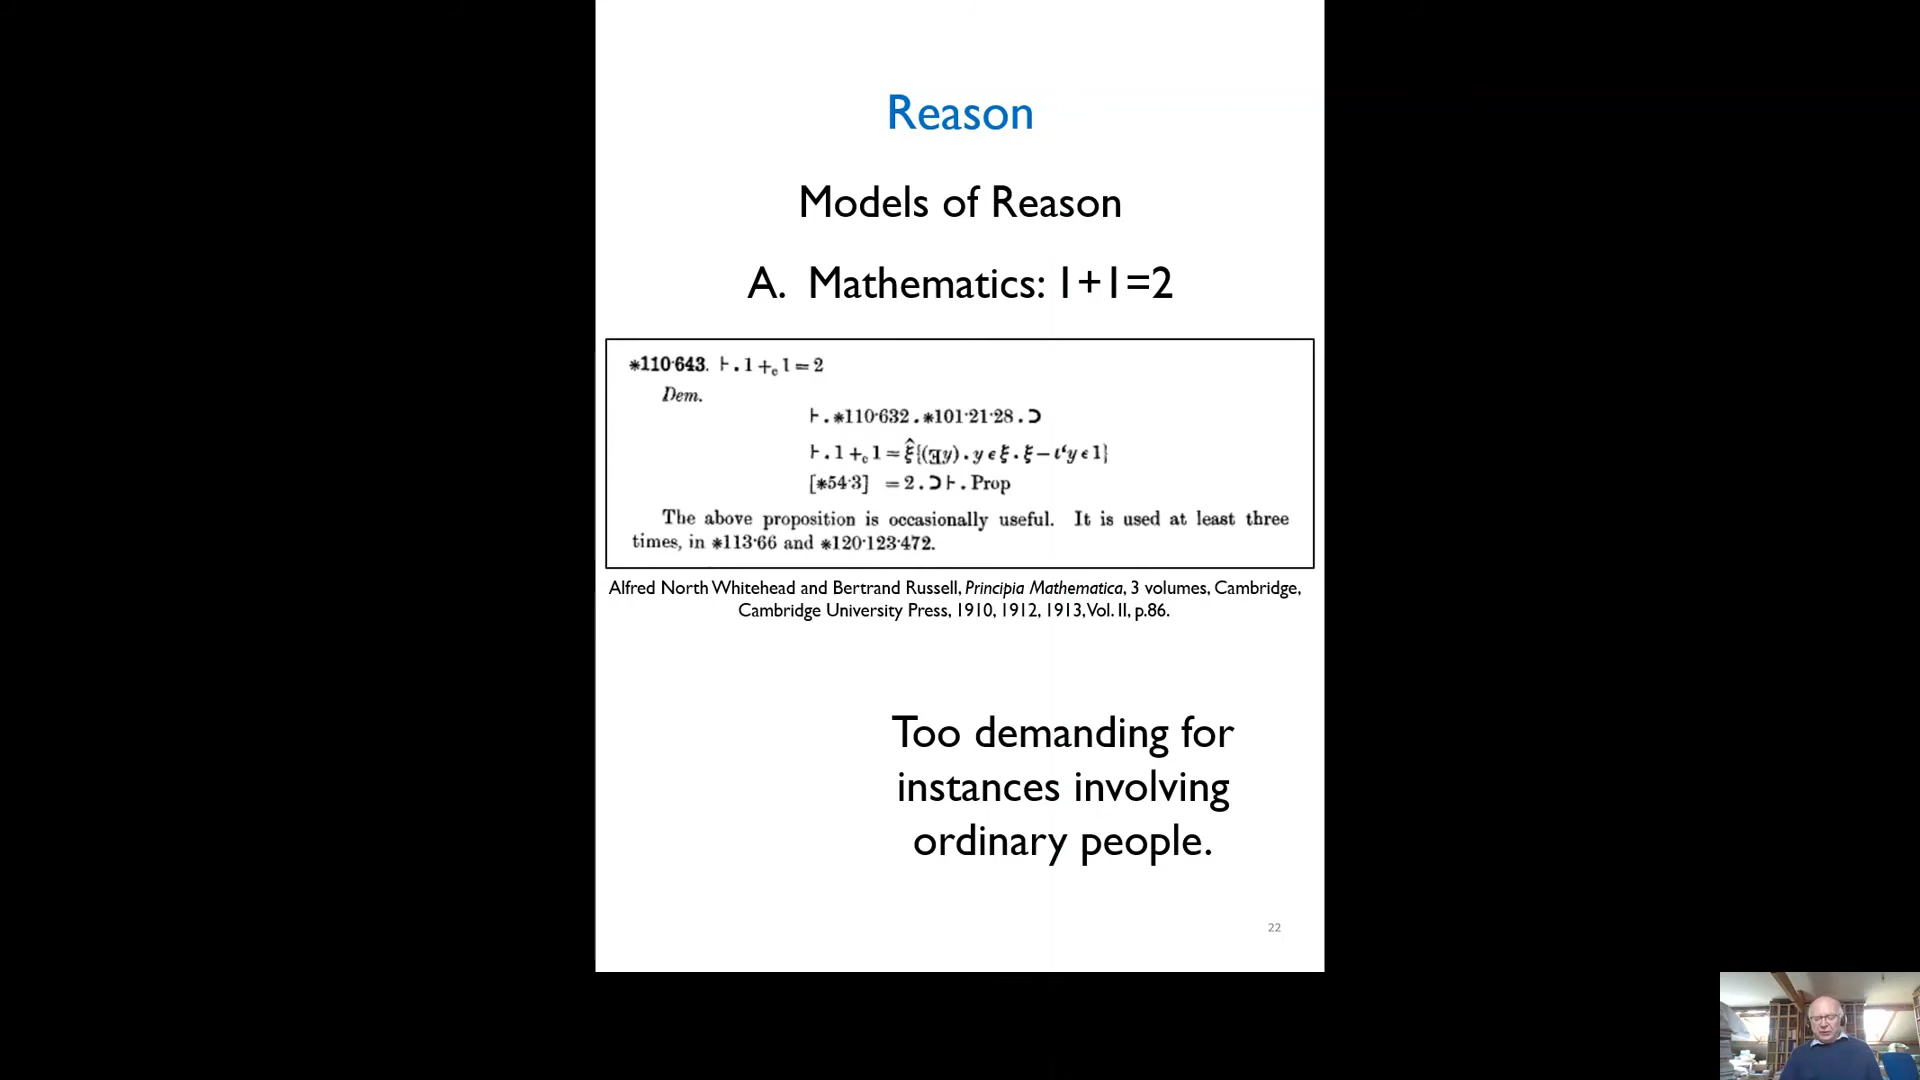 Reason
Models of Reason
A. Mathematics: 1+1=2
∗110·643. ⊢ . 1 +c 1 = 2
Dem.
⊢ . ∗110·632 . ∗101·21·28 . ⊃
⊢ . 1 +c 1 = ξ̂{(∃y) . y ϵ ξ . ξ − ι‘y ϵ 1}
[∗54·3] = 2 . ⊃ ⊢ . Prop
The above proposition is occasionally useful. It is used at least three
times, in ∗113·66 and ∗120·123·472.
Alfred North Whitehead and Bertrand Russell, Principia Mathematica, 3 volumes, Cambridge,
Cambridge University Press, 1910, 1912, 1913, Vol. II, p.86.
Too demanding for
instances involving
ordinary people.
22